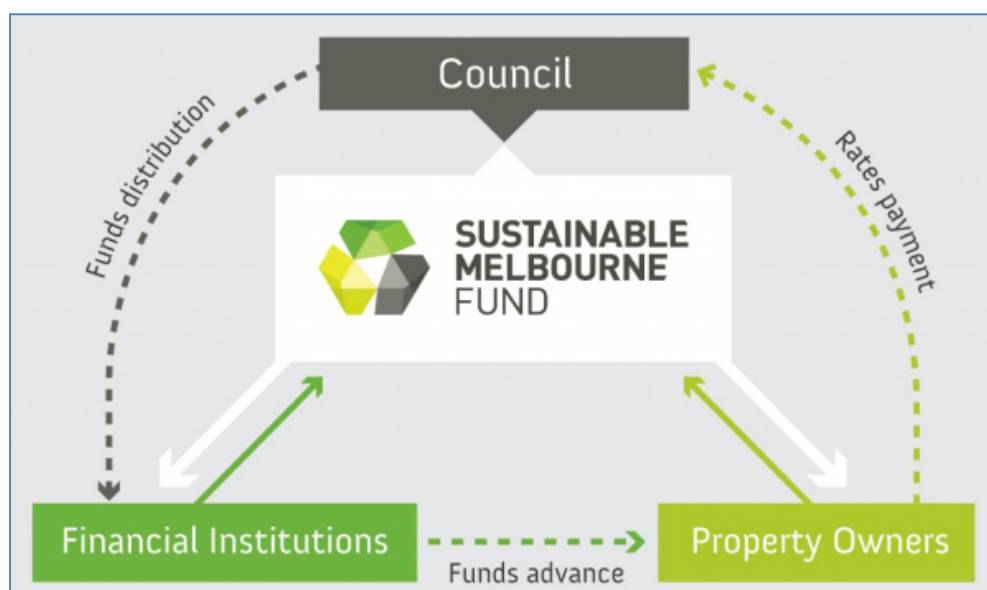 Council
Funds distribution
Rates payment
SUSTAINABLE
MELBOURNE
FUND
Financial Institutions
Funds advance
Property Owners